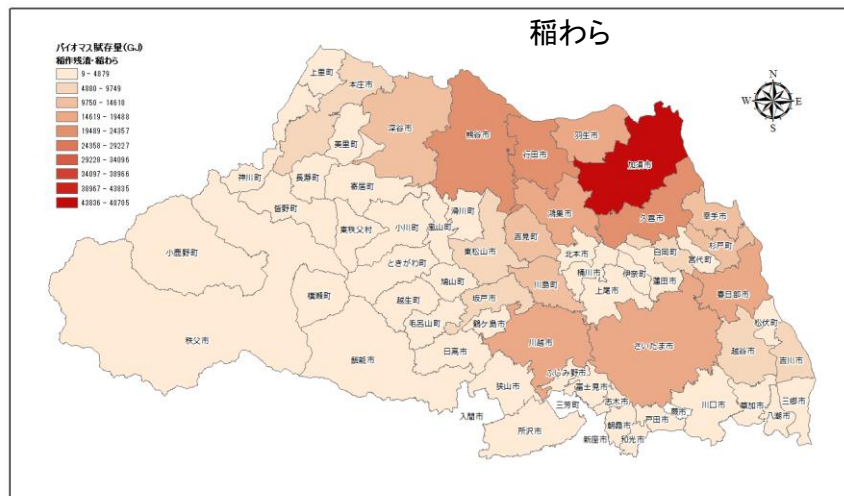 稲わら
バイオマス賦存量(GJ)
稲作残渣・稲わら
9 - 4879
4880 - 9749
9750 - 14618
14619 - 19488
19489 - 24357
24358 - 29227
29228 - 34096
34097 - 38966
38967 - 43835
43836 - 48705
N
W
E
S
上里町
本庄市
深谷市
熊谷市
行田市
羽生市
加須市
美里町
神川町
長瀞町
寄居町
皆野町
小鹿野町
東秩父村
小川町
嵐山町
滑川町
東松山市
吉見町
鴻巣市
久喜市
幸手市
杉戸町
白岡町
宮代町
北本市
桶川市
伊奈町
蓮田市
上尾市
春日部市
ときがわ町
鳩山町
川島町
坂戸市
横瀬町
越生町
毛呂山町
鶴ヶ島市
秩父市
飯能市
日高市
川越市
さいたま市
松伏町
越谷市
吉川市
狭山市
ふじみ野市
富士見市
三芳町
志木市
入間市
所沢市
新座市
朝霞市
和光市
戸田市
蕨市
川口市
草加市
八潮市
三郷市